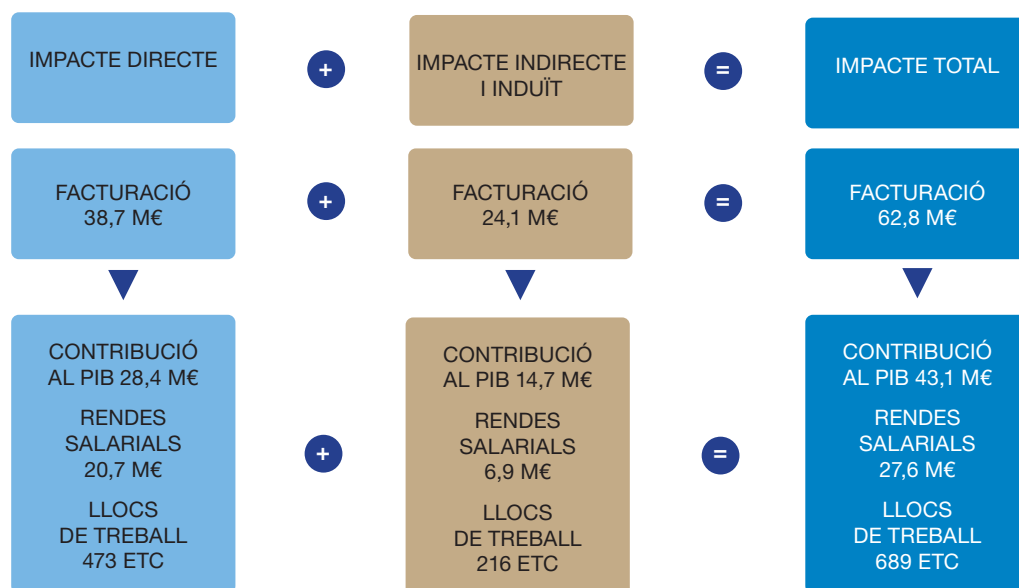 IMPACTE DIRECTE
+
IMPACTE INDIRECTE
I INDUÏT
=
IMPACTE TOTAL
FACTURACIÓ
38,7 M€
+
FACTURACIÓ
24,1 M€
=
FACTURACIÓ
62,8 M€
CONTRIBUCIÓ
AL PIB 28,4 M€
RENDES
SALARIALS
20,7 M€
LLOCS
DE TREBALL
473 ETC
+
CONTRIBUCIÓ
AL PIB 14,7 M€
RENDES
SALARIALS
6,9 M€
LLOCS
DE TREBALL
216 ETC
=
CONTRIBUCIÓ
AL PIB 43,1 M€
RENDES
SALARIALS
27,6 M€
LLOCS
DE TREBALL
689 ETC